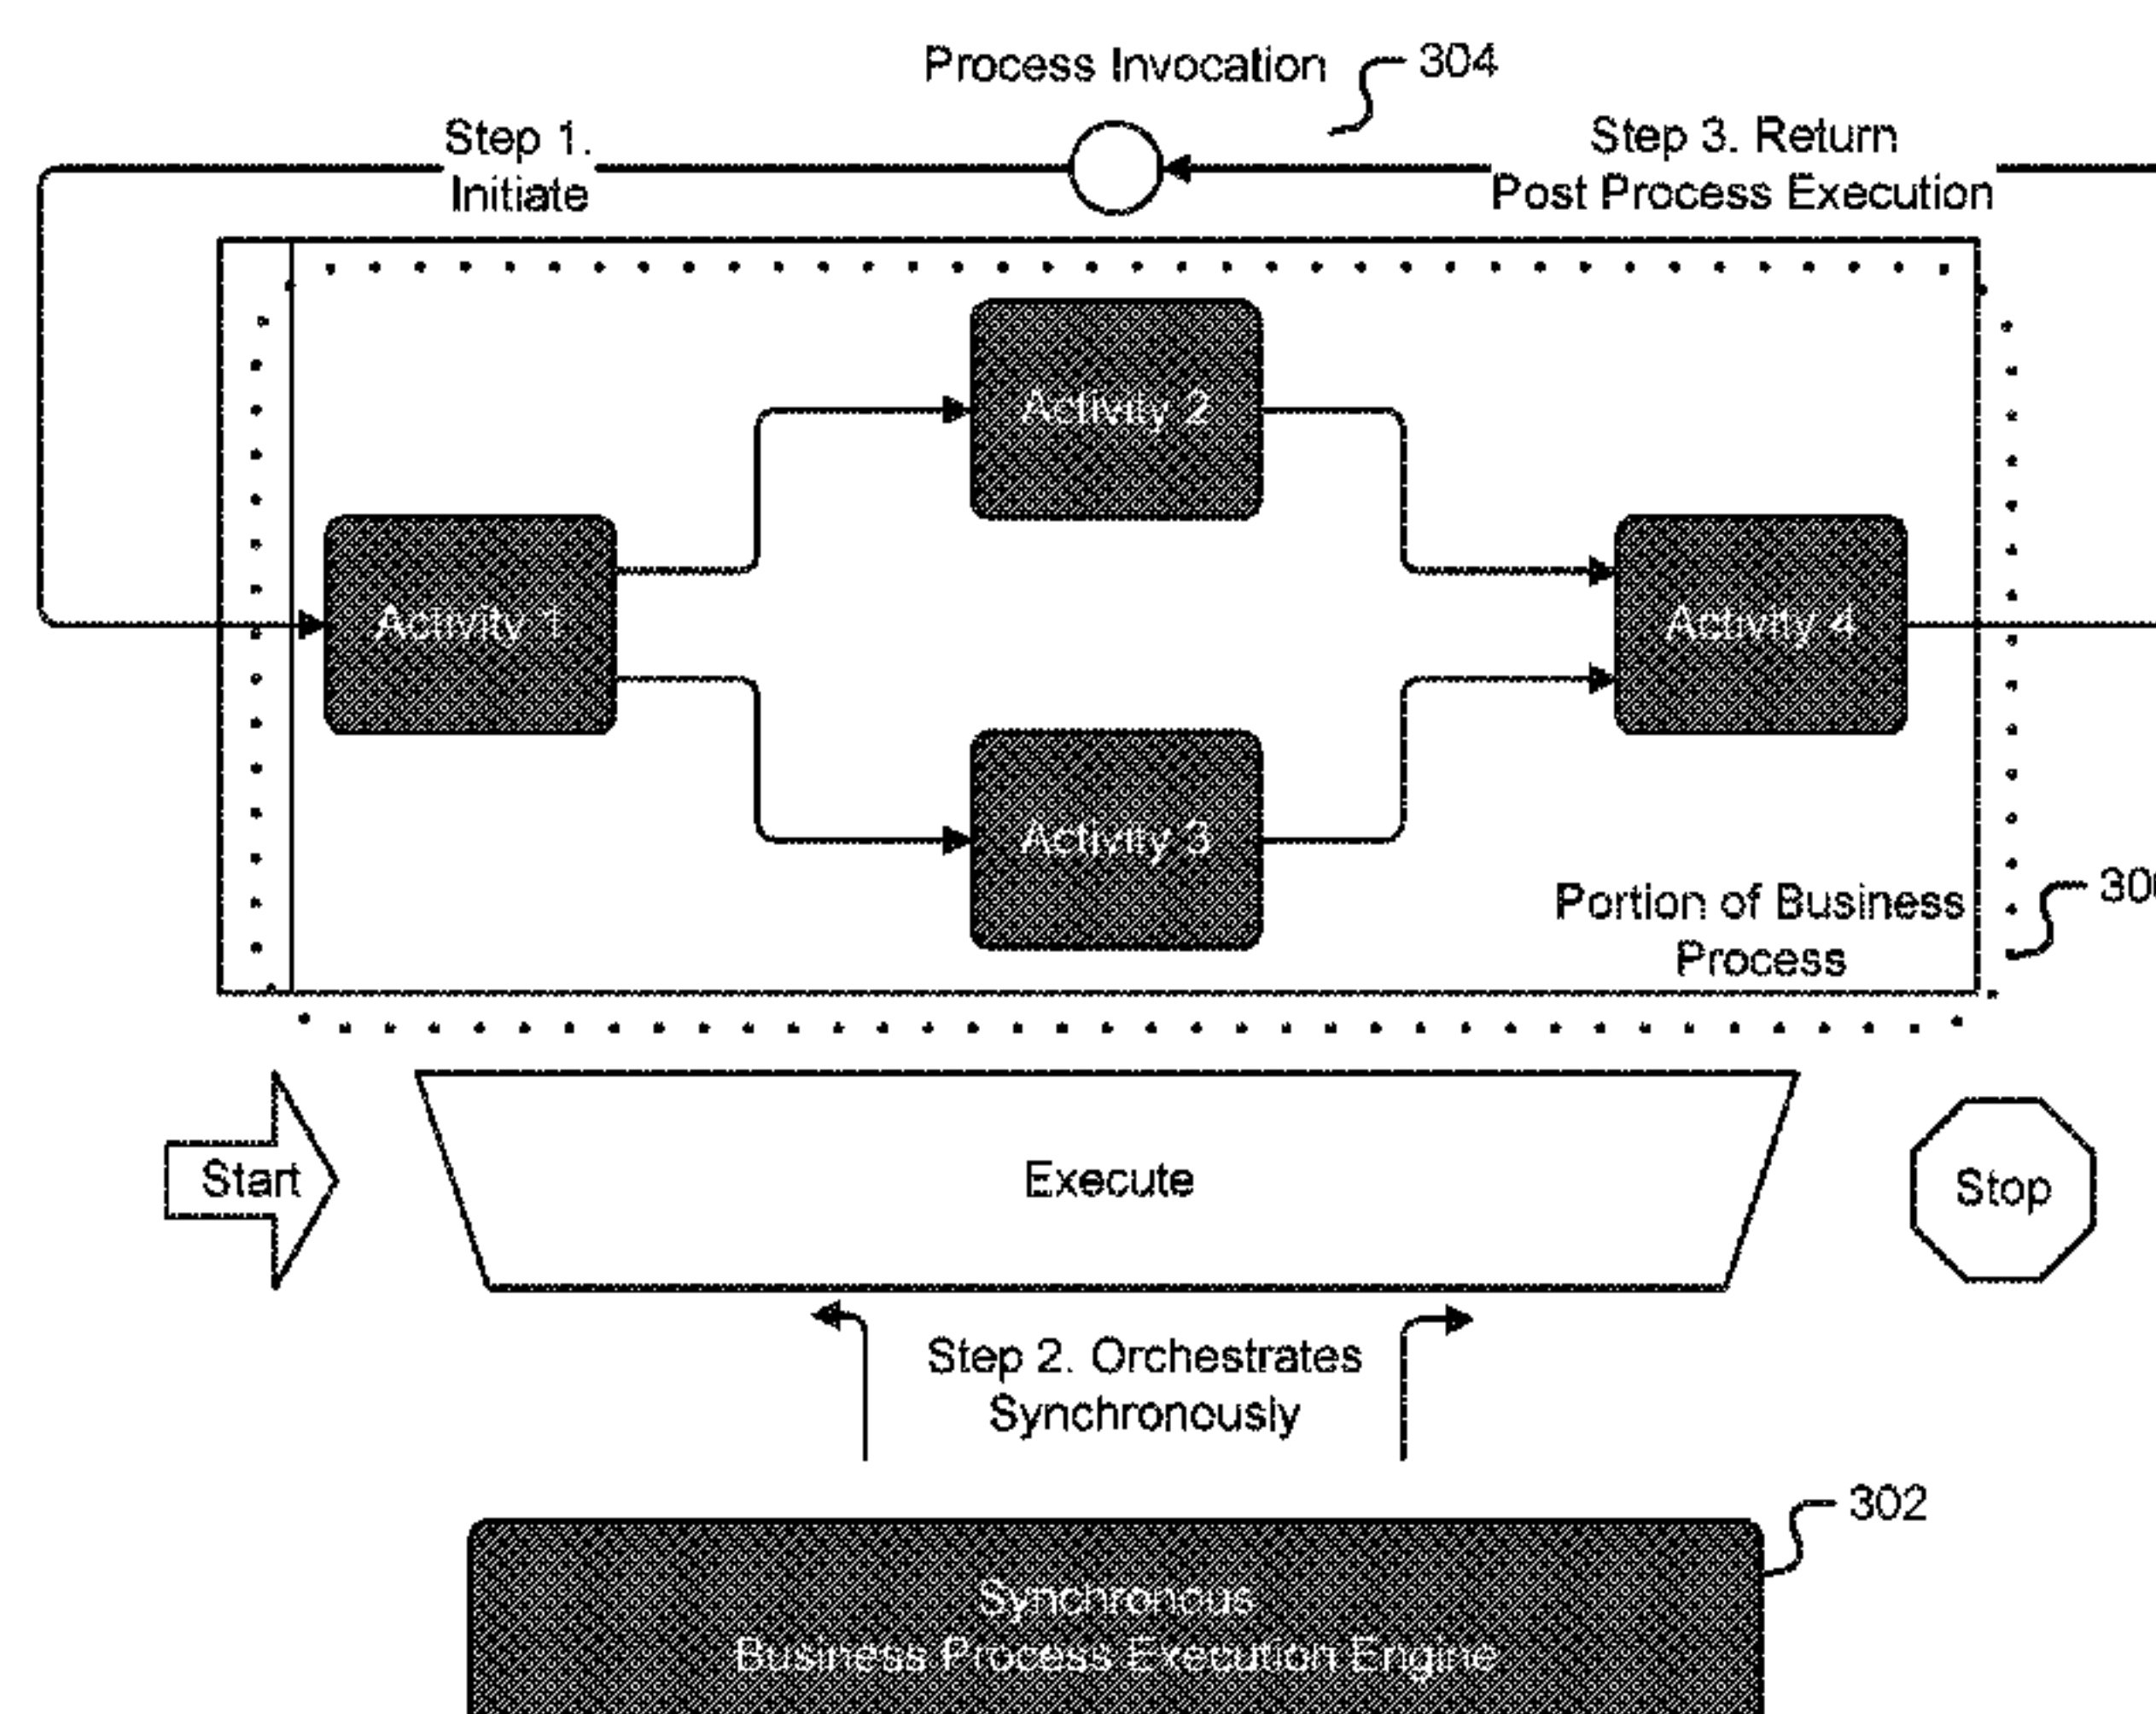 Process Invocation
304
Step 1.
Initiate
Step 3. Return
Post Process Execution
Activity 2
Activity 1
Activity 4
Activity 3
Portion of Business
Process
Start
Execute
Stop
Step 2. Orchestrates
Synchronously
302
Synchronous
Business Process Execution Engine